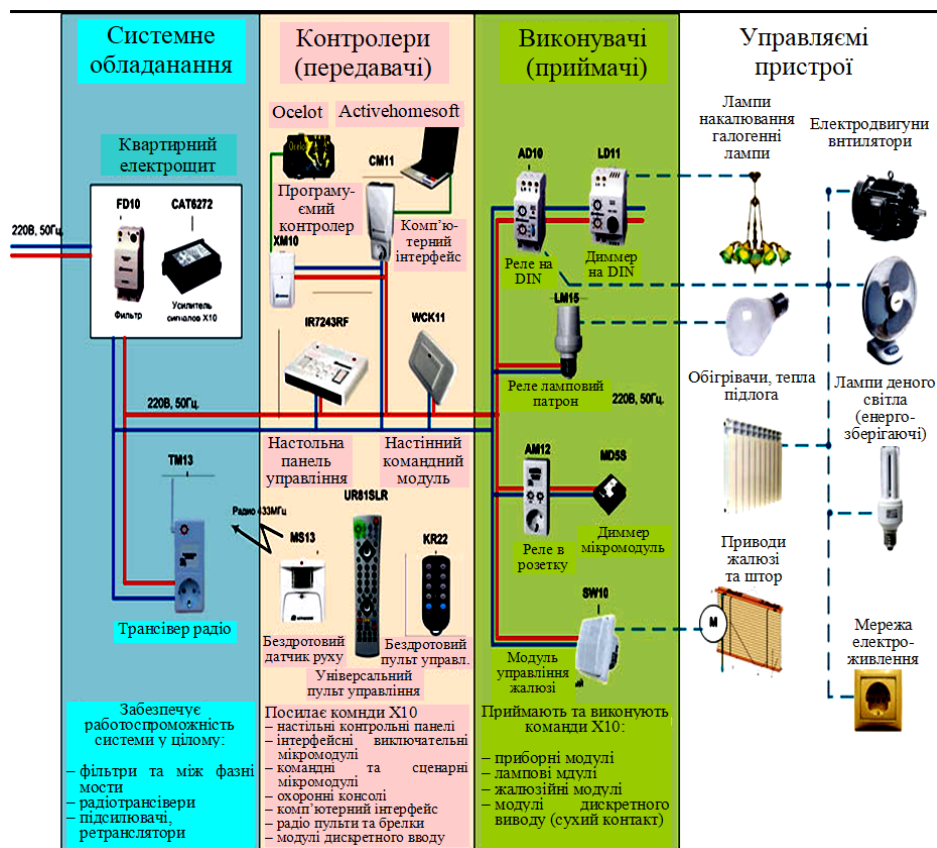 Системне
обладанання
Квартирний
електрощит
FD10
CAT6272
220В, 50Гц.
Фильтр
Усилитель
сигналов X10
220В, 50Гц.
TM13
Радио 433МГц
Трансівер радіо
Забезпечує
работоспроможність
системи у цілому:
– фільтри та між фазні
мости
– радіотрансівери
– підсилювачі,
ретранслятори
Контролери
(передавачі)
Ocelot
Activehomesoft
Ocelot
CM11
Програму-
ємий
контролер
XM10
Комп’ю-
терний
інтерфейс
IR7243RF
WCK11
Настольна
панель
управління
Настінний
командний
модуль
UR81SLR
MS13
KR22
Бездротовий
датчик руху
Бездротовий
пульт управл.
Універсальний
пульт управління
Посилає комнди X10
– настільні контрольні панелі
– інтерфейсні виключательні
мікромодулі
– командні та сценарні
мікромодулі
– охоронні консолі
– комп’ютерний інтерфейс
– радіо пульти та брелки
– модулі дискретного вводу
Виконувачі
(приймачі)
AD10
LD11
Реле на
DIN
Диммер
на DIN
LM15
Реле ламповий
патрон
220В, 50Гц.
AM12
MD5S
Реле в
розетку
Диммер
мікромодуль
SW10
Модуль
управління
жалюзі
Приймають та виконують
команди X10:
– приборні модулі
– лампові мдулі
– жалюзійні модулі
– модулі дискретного
виводу (сухий контакт)
Управляємі
пристрої
Лампи
накалювання
галогенні
лампи
Електродвигуни
внтилятори
Обігрівачі, тепла
підлога
Лампи деного
світла
(енерго-
зберігаючі)
Приводи
жалюзі
та штор
M
Мережа
електро-
живлення